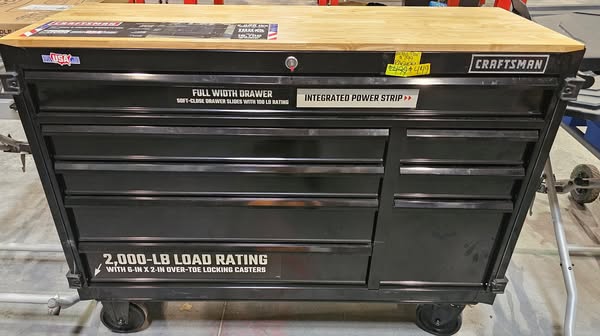 CRAFTSMAN
USA
CRAFTSMAN
FULL WIDTH DRAWER
SOFT-CLOSE DRAWER SLIDES WITH 100 LB RATING
INTEGRATED POWER STRIP
2,000-LB LOAD RATING
WITH 6-IN X 2-IN OVER-TOE LOCKING CASTERS